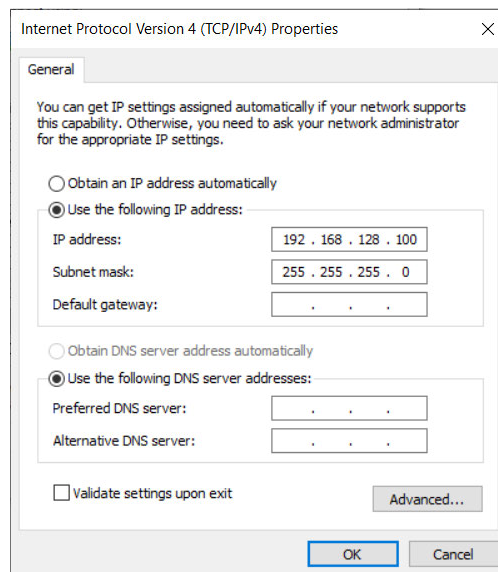 Internet Protocol Version 4 (TCP/IPv4) Properties
General
You can get IP settings assigned automatically if your network supports
this capability. Otherwise, you need to ask your network administrator
for the appropriate IP settings.
Obtain an IP address automatically
Use the following IP address:
IP address: 192 . 168 . 128 . 100
Subnet mask: 255 . 255 . 255 . 0
Default gateway: . . .
Obtain DNS server address automatically
Use the following DNS server addresses:
Preferred DNS server: . . .
Alternative DNS server: . . .
Validate settings upon exit
Advanced...
OK Cancel